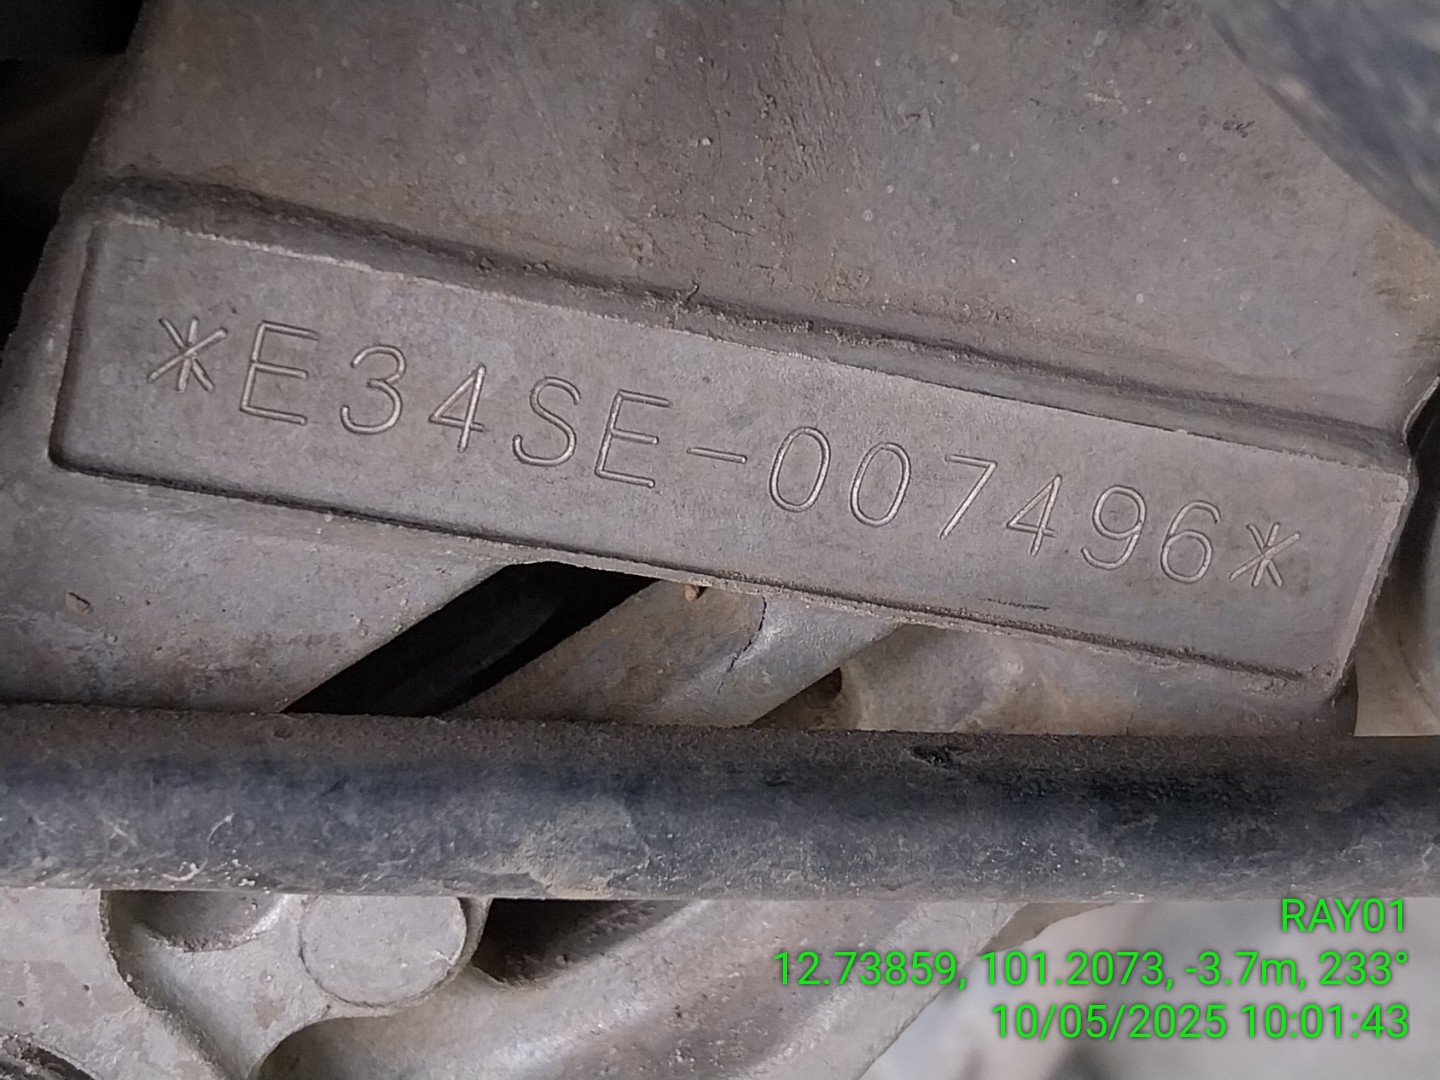 *E34SE-007496*
RAY01
12.73859, 101.2073, -3.7m, 233°
10/05/2025 10:01:43